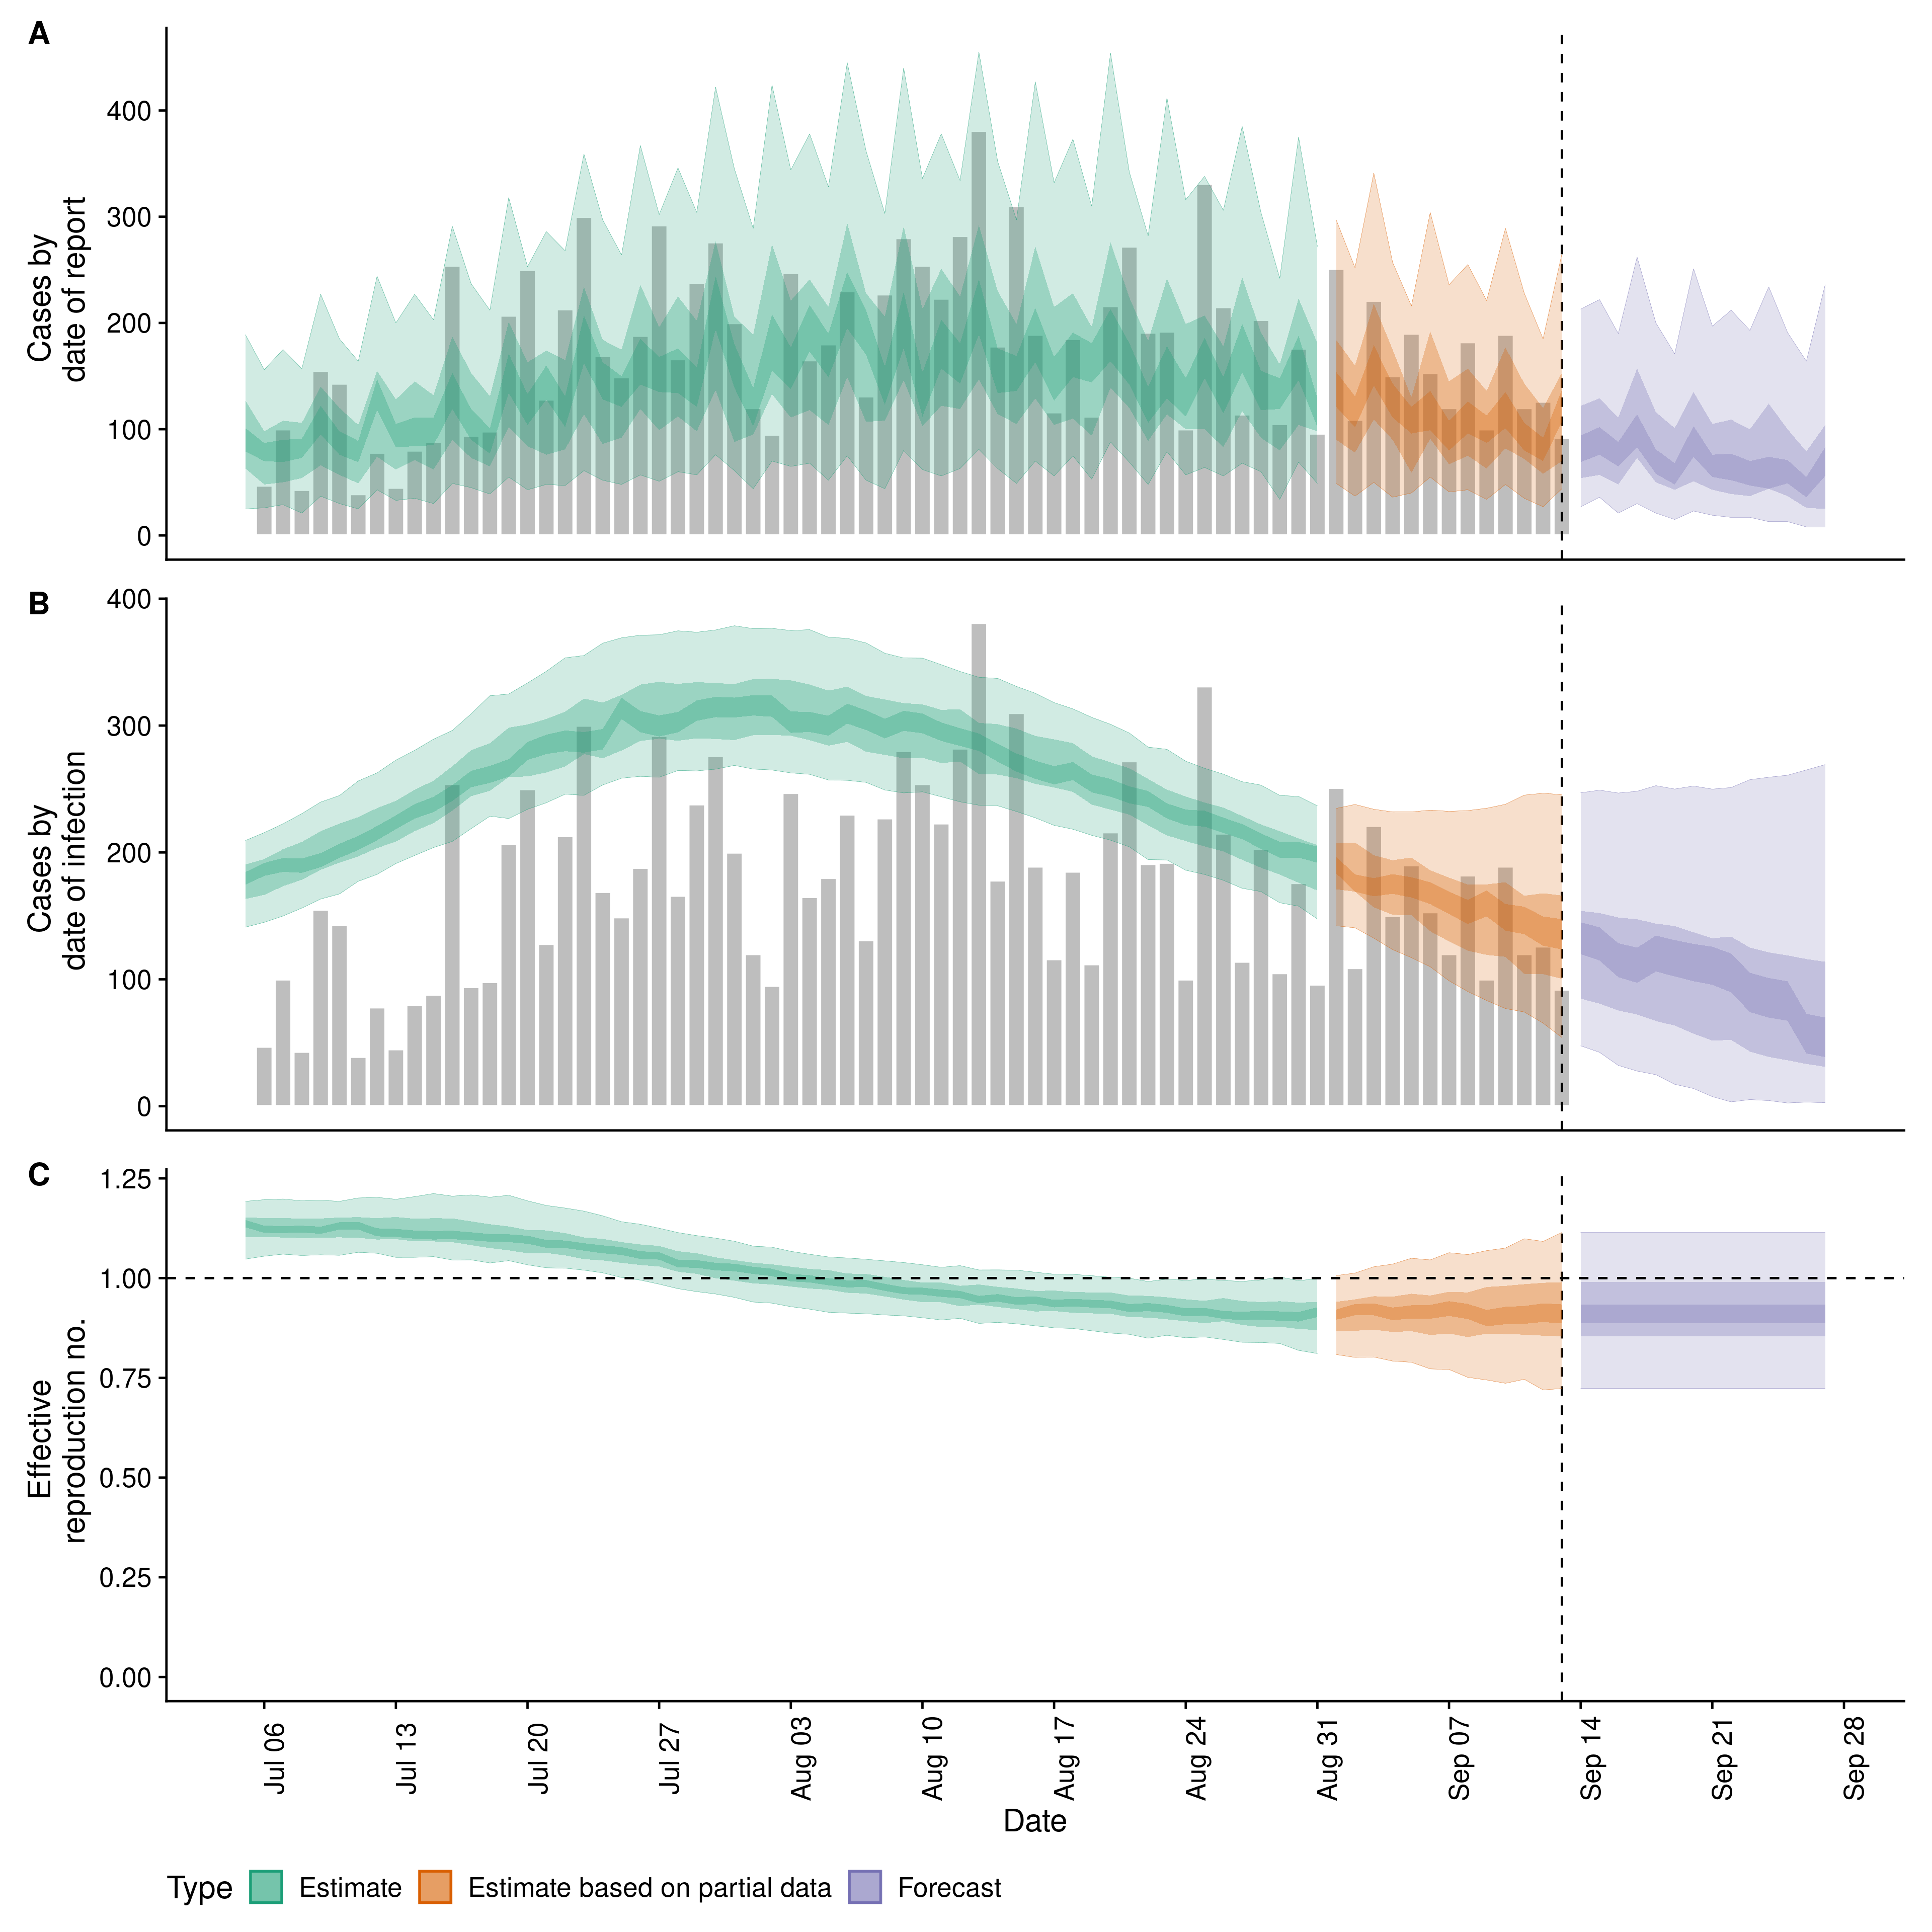 A
Cases by
date of report
400
300
200
100
0
B
Cases by
date of infection
400
300
200
100
0
C
Effective
reproduction no.
1.25
1.00
0.75
0.50
0.25
0.00
Jul 06
Jul 13
Jul 20
Jul 27
Aug 03
Aug 10
Aug 17
Aug 24
Aug 31
Sep 07
Sep 14
Sep 21
Sep 28
Date
Type Estimate Estimate based on partial data Forecast